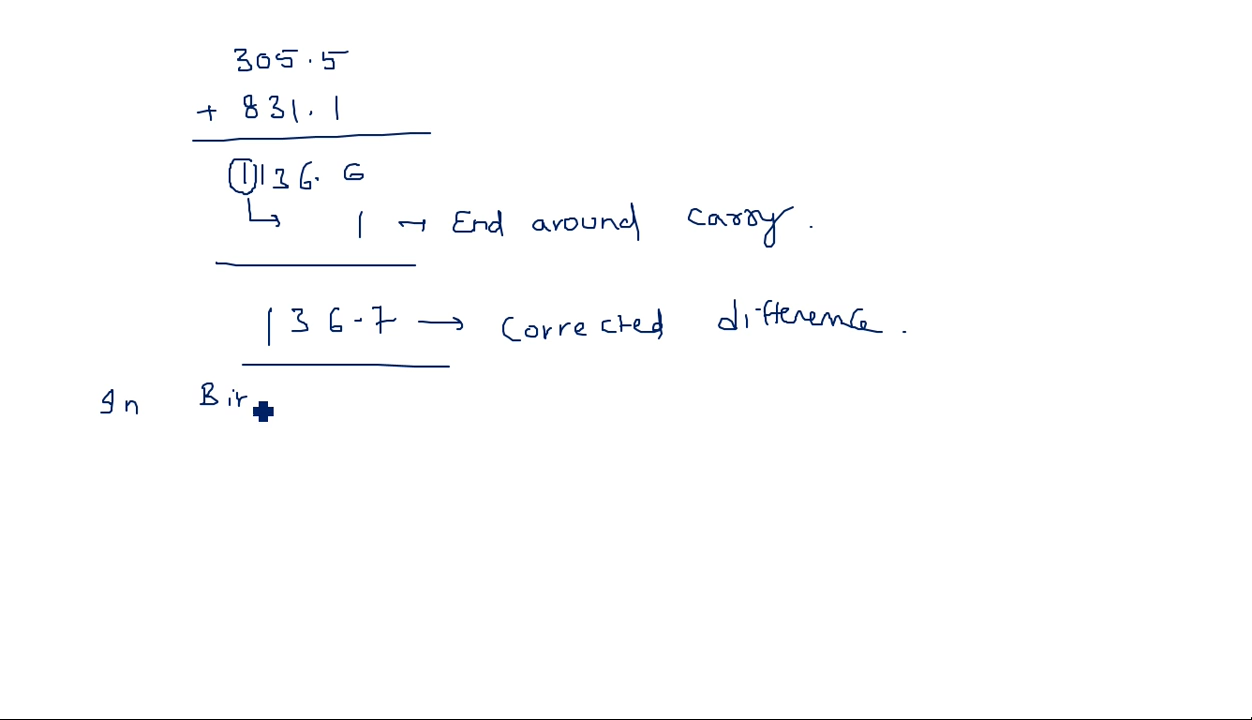 305.5
+ 831.1
1136.6
1 → End around carry.
136.7 → Corrected difference.
In Bir